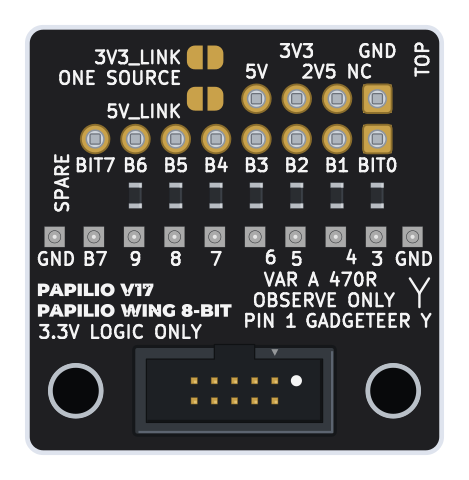 3V3_LINK 3V3 GND TOP
ONE SOURCE 5V 2V5 NC
5V_LINK
SPARE BIT7 B6 B5 B4 B3 B2 B1 BIT0
GND B7 9 8 7 6 5 4 3 GND
VAR A 470R
PAPILIO V17 OBSERVE ONLY Y
PAPILIO WING 8-BIT PIN 1 GADGETEER Y
3.3V LOGIC ONLY